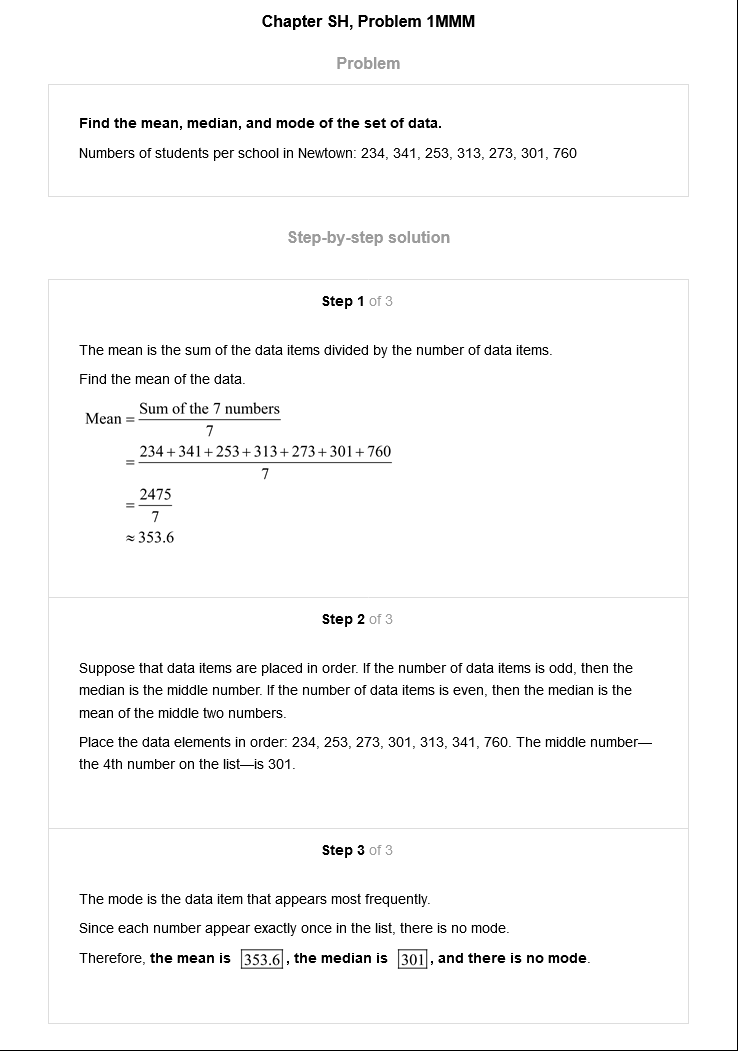 Chapter SH, Problem 1MMM
Problem
Find the mean, median, and mode of the set of data.
Numbers of students per school in Newtown: 234, 341, 253, 313, 273, 301, 760
Step-by-step solution
Step 1 of 3
The mean is the sum of the data items divided by the number of data items.
Find the mean of the data.
Mean = Sum of the 7 numbers
7
= 234+341+253+313+273+301+760
7
= 2475
7
≈ 353.6
Step 2 of 3
Suppose that data items are placed in order. If the number of data items is odd, then the
median is the middle number. If the number of data items is even, then the median is the
mean of the middle two numbers.
Place the data elements in order: 234, 253, 273, 301, 313, 341, 760. The middle number—
the 4th number on the list—is 301.
Step 3 of 3
The mode is the data item that appears most frequently.
Since each number appear exactly once in the list, there is no mode.
Therefore, the mean is 353.6, the median is 301, and there is no mode.